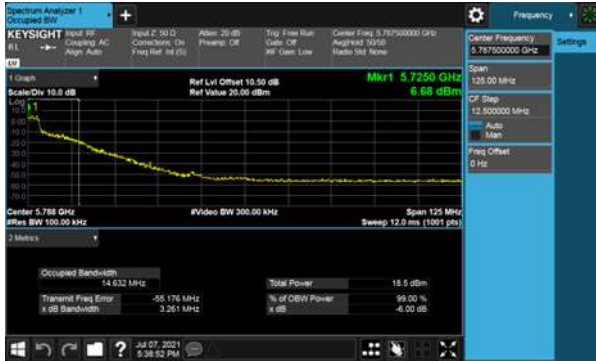 Spectrum Analyzer 1
Occupied BW
Frequency
KEYSIGHT
Input: RF
Coupling: AC
Align: Auto
Input Z: 50 Ω
Corrections: On
Freq Ref: Int (S)
Atten: 20 dB
Preamp: Off
Trig: Free Run
Gate: Off
#IF Gain: Low
Center Freq: 5.787500000 GHz
Avg|Hold: 50/50
Radio Std: None
Center Frequency
5.787500000 GHz
Settings
Span
125.00 MHz
CF Step
12.500000 MHz
Auto
Man
Freq Offset
0 Hz
1 Graph
Scale/Div 10.0 dB
Ref Lvl Offset 10.50 dB
Ref Value 20.00 dBm
Mkr1 5.7250 GHz
6.68 dBm
Log
Center 5.788 GHz
#Res BW 100.00 kHz
#Video BW 300.00 kHz
Span 125 MHz
Sweep 12.0 ms (1001 pts)
2 Metrics
Occupied Bandwidth
14.632 MHz
Total Power 18.5 dBm
Transmit Freq Error -55.176 MHz
% of OBW Power 99.00 %
x dB Bandwidth 3.261 MHz
x dB -6.00 dB
Jul 07, 2021
5:38:52 PM